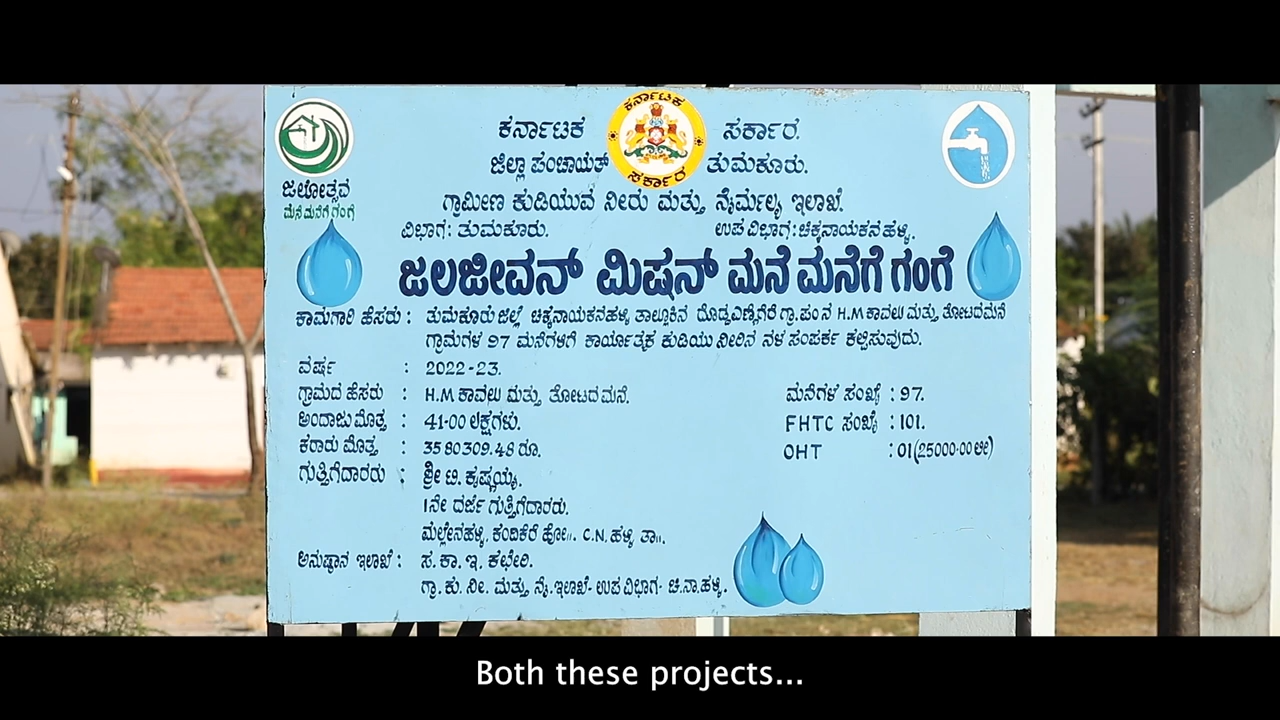 ಕರ್ನಾಟಕ ಸರ್ಕಾರ.
ಕರ್ನಾಟಕ
ಸರ್ಕಾರ
ಜಿಲ್ಲಾ ಪಂಚಾಯತ್ ತುಮಕೂರು.
ಜಲೋತ್ಸವ
ಮನೆ ಮನೆಗೆ ಗಂಗೆ
ಗ್ರಾಮೀಣ ಕುಡಿಯುವ ನೀರು ಮತ್ತು ನೈರ್ಮಲ್ಯ ಇಲಾಖೆ.
ವಿಭಾಗ: ತುಮಕೂರು. ಉಪ ವಿಭಾಗ:ಚಿಕ್ಕನಾಯಕನಹಳ್ಳಿ.
ಜಲಜೀವನ್ ಮಿಷನ್ ಮನೆ ಮನೆಗೆ ಗಂಗೆ
ಕಾಮಗಾರಿ ಹೆಸರು : ತುಮಕೂರು ಜಿಲ್ಲೆ ಚಿಕ್ಕನಾಯಕನಹಳ್ಳಿ ತಾಲ್ಲೂಕಿನ ದೊಡ್ಡಎಣ್ಣೆಗೆರೆ ಗ್ರಾ.ಪಂ.ನ H.M ಕಾವಲು ಮತ್ತು ತೋಟದಮನೆ
ಗ್ರಾಮಗಳ 97 ಮನೆಗಳಿಗೆ ಕಾರ್ಯಾತ್ಮಕ ಕುಡಿಯು ನೀರಿನ ನಳ ಸಂಪರ್ಕ ಕಲ್ಪಿಸುವುದು.
ವರ್ಷ : 2022-23.
ಗ್ರಾಮದ ಹೆಸರು : H.M ಕಾವಲು ಮತ್ತು ತೋಟದಮನೆ. ಮನೆಗಳ ಸಂಖ್ಯೆ : 97.
ಅಂದಾಜು ಮೊತ್ತ : 41-00 ಲಕ್ಷಗಳು. FHTC ಸಂಖ್ಯೆ : 101.
ಕರಾರು ಮೊತ್ತ : 3580309.48 ರೂ. OHT : 01(25000-00 ಲೀ)
ಗುತ್ತಿಗೆದಾರರು : ಶ್ರೀ ಟಿ. ಕೃಷ್ಣಯ್ಯ.
1ನೇ ದರ್ಜೆ ಗುತ್ತಿಗೆದಾರರು.
ಮಲ್ಲೇನಹಳ್ಳಿ, ಕಂದಿಕೆರೆ ಹೋ॥. C.N. ಹಳ್ಳಿ ತಾ॥.
ಅನುಷ್ಠಾನ ಇಲಾಖೆ : ಸ. ಕಾ. ಇ. ಕಛೇರಿ.
ಗ್ರಾ. ಕು. ನೀ. ಮತ್ತು ನೈ. ಇಲಾಖೆ- ಉಪ ವಿಭಾಗ- ಚಿ.ನಾ.ಹಳ್ಳಿ.
Both these projects...